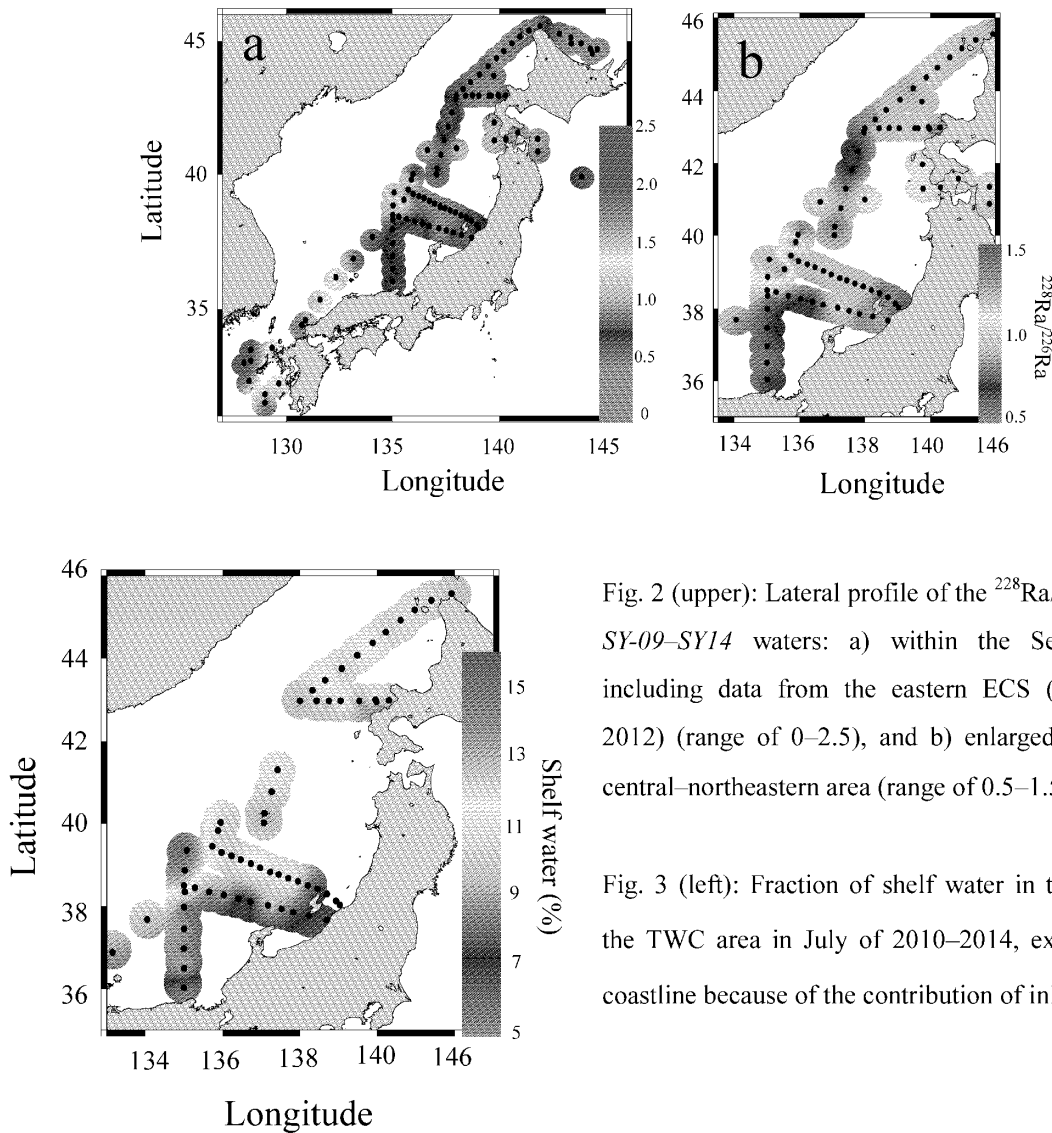 a
45
40
35
Latitude
130
135
140
145
Longitude
2.5
2.0
1.5
1.0
0.5
0
b
46
44
42
40
38
36
134
136
138
140
146
Longitude
1.5
1.0
0.5
²²⁸Ra/²²⁶Ra
46
44
42
40
38
36
Latitude
134
136
138
140
146
Longitude
15
13
11
9
7
5
Shelf water (%)
Fig. 2 (upper): Lateral profile of the ²²⁸Ra
SY-09–SY14 waters: a) within the Se
including data from the eastern ECS (
2012) (range of 0–2.5), and b) enlarged
central–northeastern area (range of 0.5–1.5
Fig. 3 (left): Fraction of shelf water in t
the TWC area in July of 2010–2014, ex
coastline because of the contribution of in